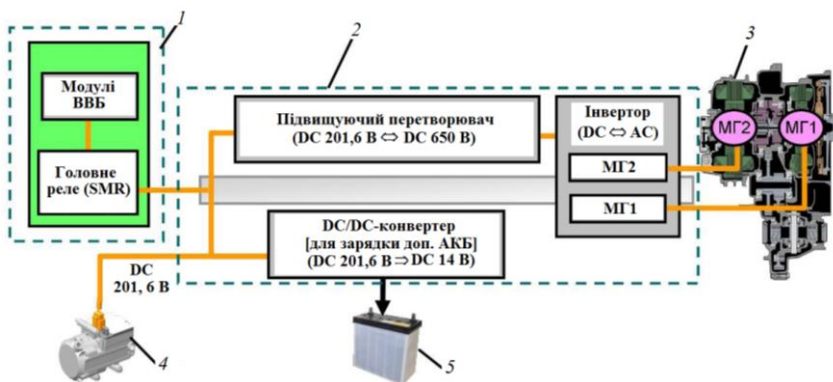 1
Модулі
ВВБ
Головне
реле (SMR)
2
Підвищуючий перетворювач
(DC 201,6 В ⇔ DC 650 В)
Інвертор
(DC ⇔ AC)
МГ2
МГ1
3
МГ2
МГ1
DC/DC-конвертер
[для зарядки доп. АКБ]
(DC 201,6 В ⇒ DC 14 В)
DC
201, 6 В
4
5